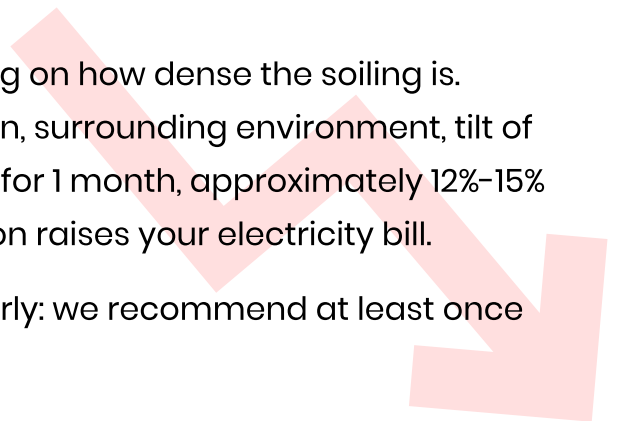 g on how dense the soiling is.
n, surrounding environment, tilt of
for 1 month, approximately 12%-15%
on raises your electricity bill.
rly: we recommend at least once